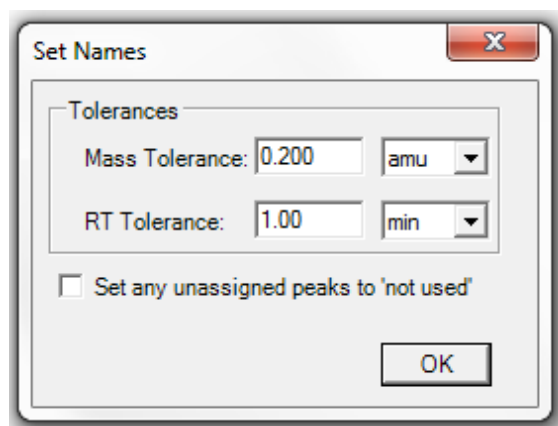 Set Names
Tolerances
Mass Tolerance: 0.200 amu
RT Tolerance: 1.00 min
Set any unassigned peaks to 'not used'
OK